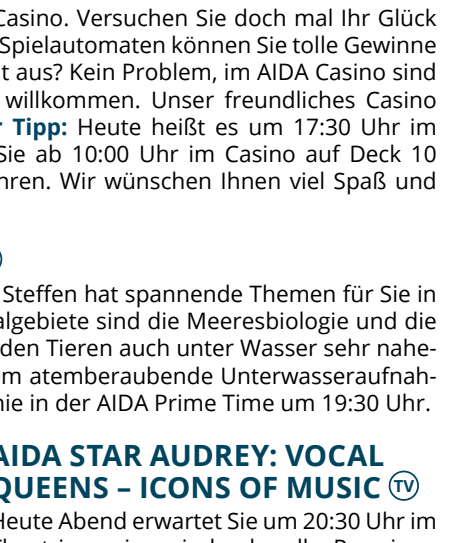 Casino. Versuchen Sie doch mal Ihr Glück
Spielautomaten können Sie tolle Gewinne
t aus? Kein Problem, im AIDA Casino sind
willkommen. Unser freundliches Casino
r Tipp: Heute heißt es um 17:30 Uhr im
Sie ab 10:00 Uhr im Casino auf Deck 10
hren. Wir wünschen Ihnen viel Spaß und
Steffen hat spannende Themen für Sie in
algebiete sind die Meeresbiologie und die
den Tieren auch unter Wasser sehr nahe-
em atemberaubende Unterwasseraufnah-
nie in der AIDA Prime Time um 19:30 Uhr.
AIDA STAR AUDREY: VOCAL
QUEENS – ICONS OF MUSIC TV
Heute Abend erwartet Sie um 20:30 Uhr im